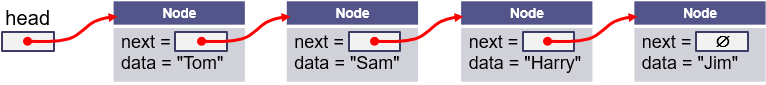 head
Node
next =
data = "Tom"
Node
next =
data = "Sam"
Node
next =
data = "Harry"
Node
next = Ø
data = "Jim"